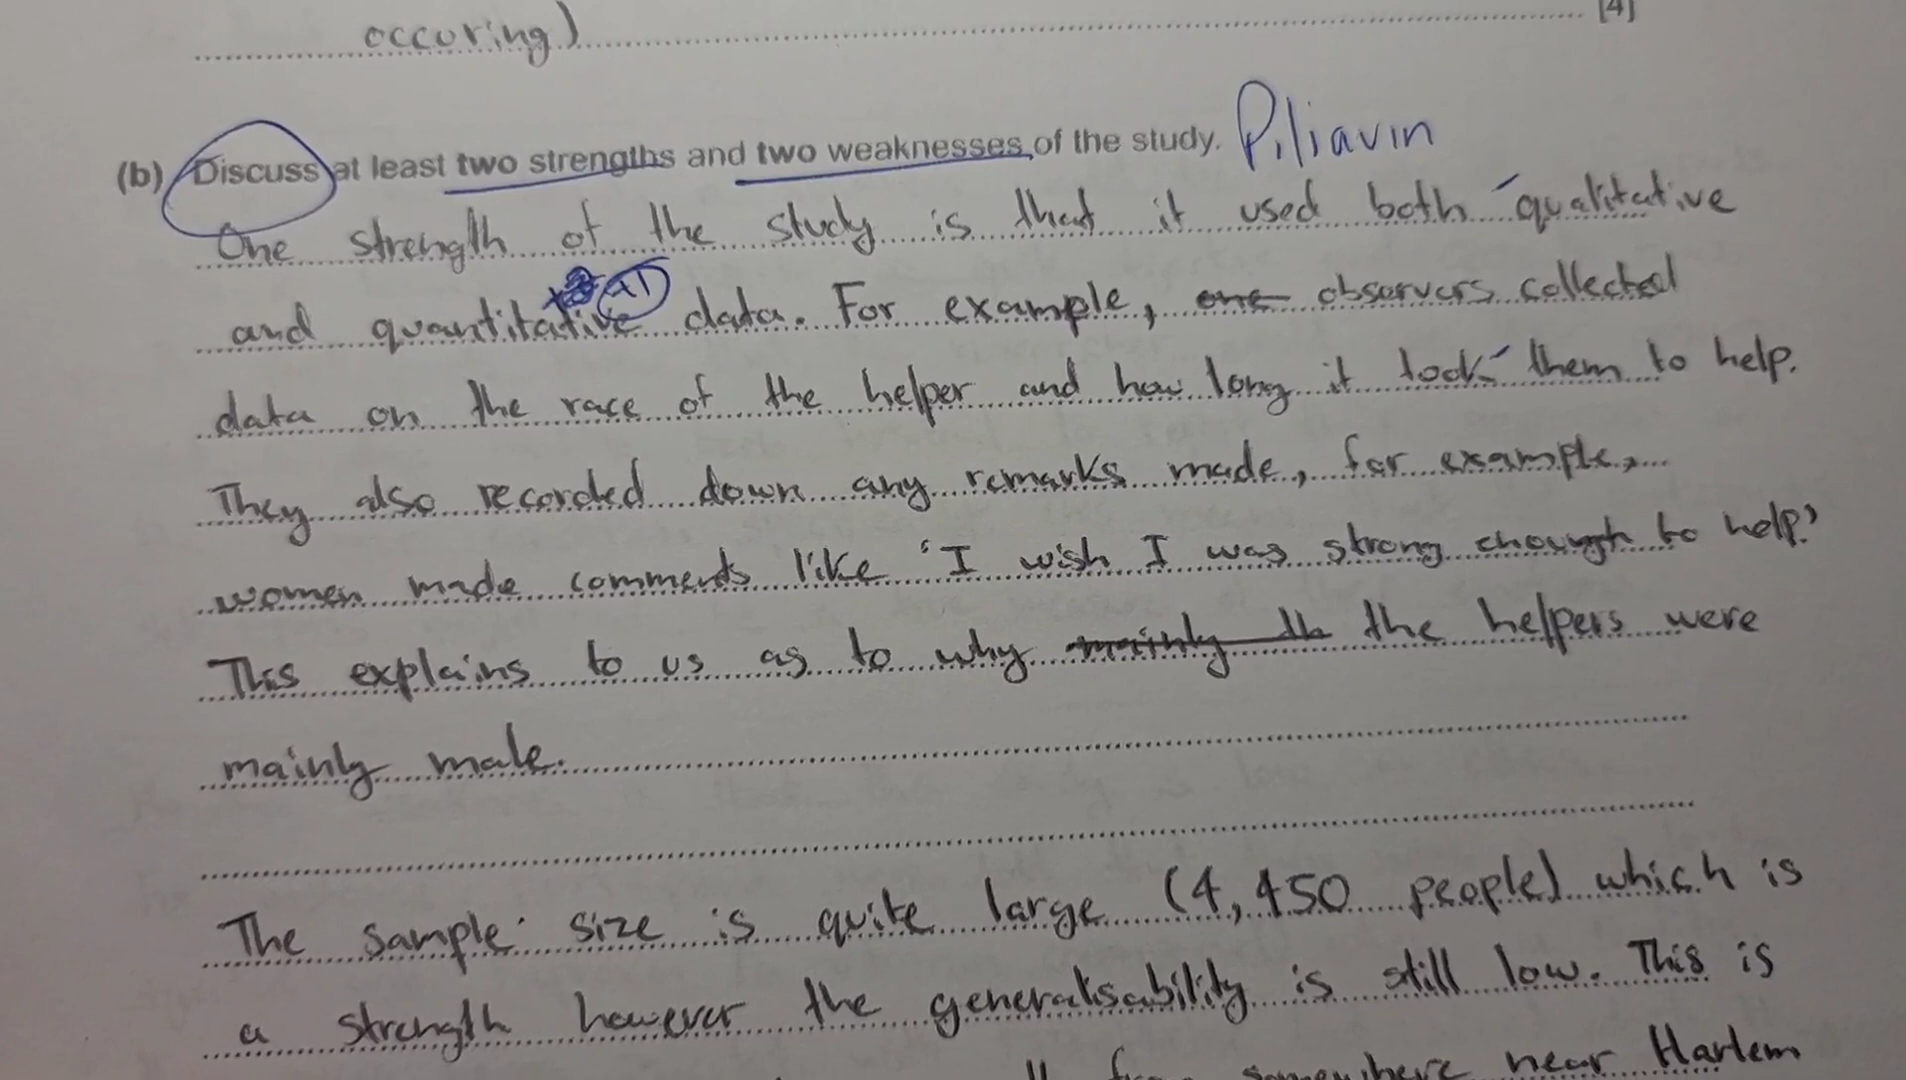 occuring) [4]
(b) Discuss at least two strengths and two weaknesses of the study. Piliavin
One strength of the study is that it used both qualitative
and quantitative +1 data. For example, one observers collected
data on the race of the helper and how long it took them to help.
They also recorded down any remarks made, for example,
women made comments like 'I wish I was strong enough to help.'
This explains to us as to why mainly th the helpers were
mainly male.
The sample size is quite large (4,450 people) which is
a strength however the generalisability is still low. This is
from somewhere near Harlem